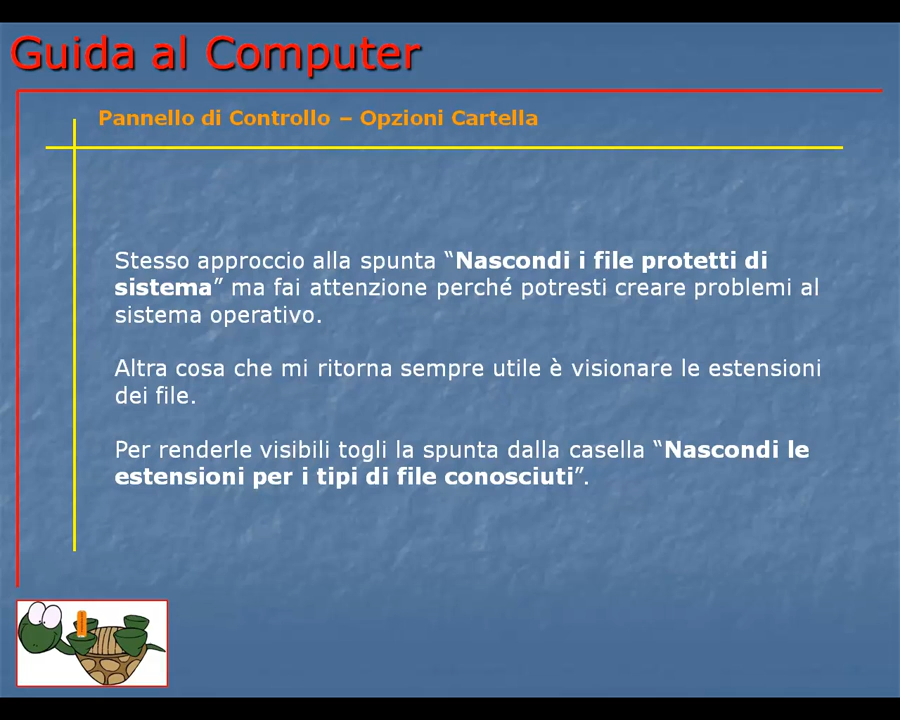 Guida al Computer
Pannello di Controllo – Opzioni Cartella
Stesso approccio alla spunta “Nascondi i file protetti di
sistema” ma fai attenzione perché potresti creare problemi al
sistema operativo.
Altra cosa che mi ritorna sempre utile è visionare le estensioni
dei file.
Per renderle visibili togli la spunta dalla casella “Nascondi le
estensioni per i tipi di file conosciuti”.